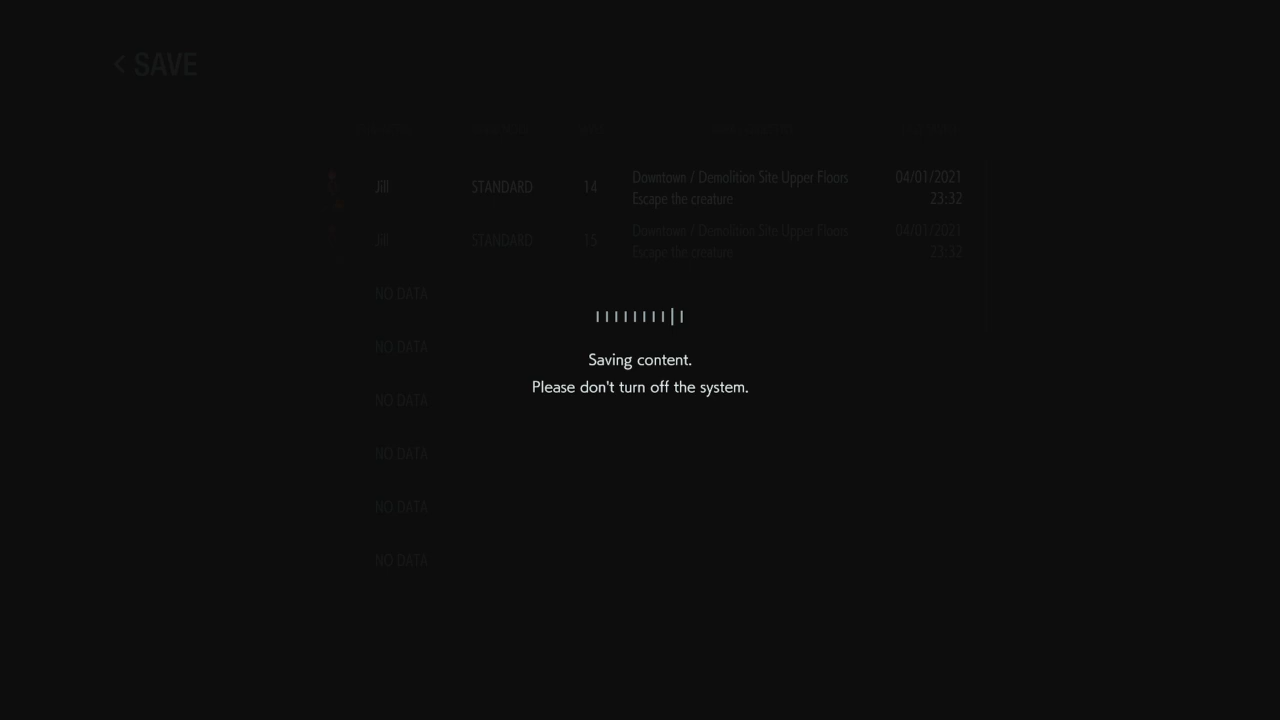 < SAVE
Jill STANDARD 14 Downtown / Demolition Site Upper Floors 04/01/2021
Escape the creature 23:32
Jill STANDARD 15 Downtown / Demolition Site Upper Floors 04/01/2021
Escape the creature 23:32
NO DATA
NO DATA
Saving content.
Please don't turn off the system.
NO DATA
NO DATA
NO DATA
NO DATA